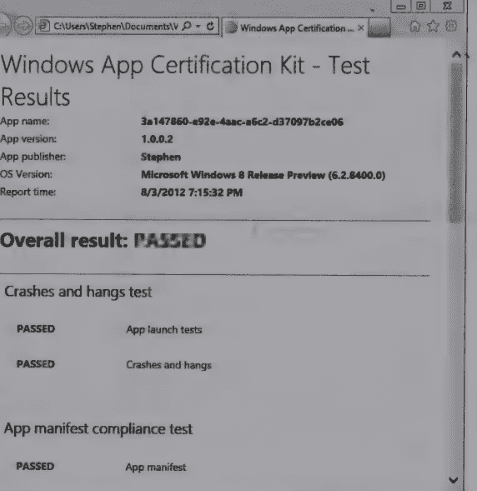 C:\Users\Stephen\Documents\V
Windows App Certification ...
Windows App Certification Kit - Test
Results
App name: 3a147860-e92e-4aac-a6c2-d37097b2ce06
App version: 1.0.0.2
App publisher: Stephen
OS Version: Microsoft Windows 8 Release Preview (6.2.8400.0)
Report time: 8/3/2012 7:15:32 PM
Overall result: PASSED
Crashes and hangs test
PASSED App launch tests
PASSED Crashes and hangs
App manifest compliance test
PASSED App manifest